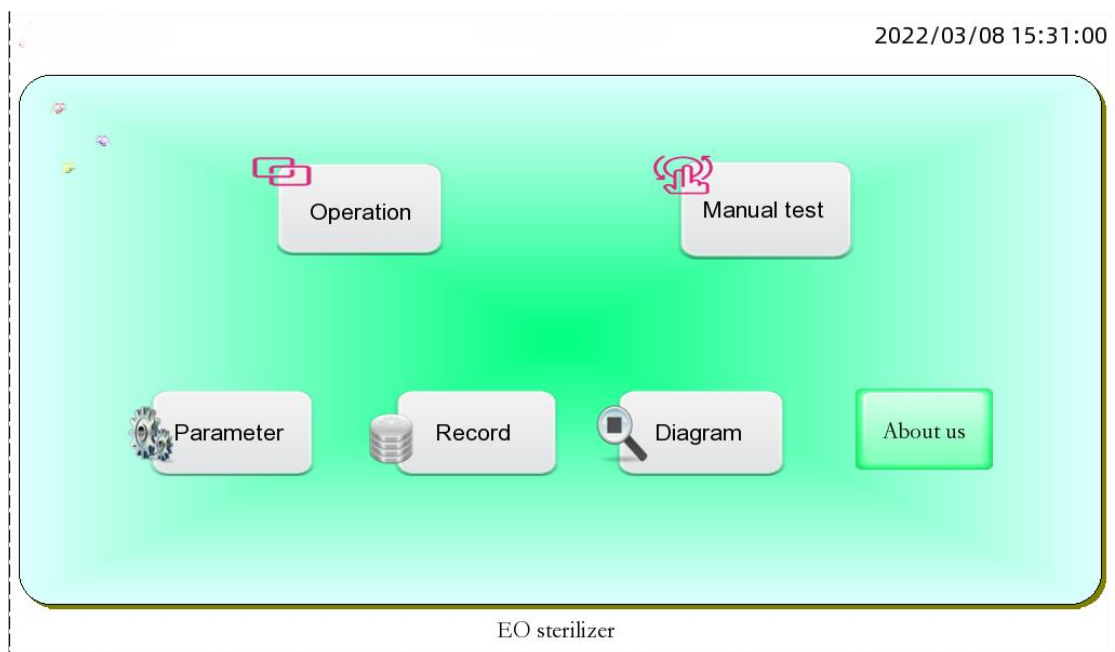 2022/03/08 15:31:00
Operation
Manual test
Parameter
Record
Diagram
About us
EO sterilizer